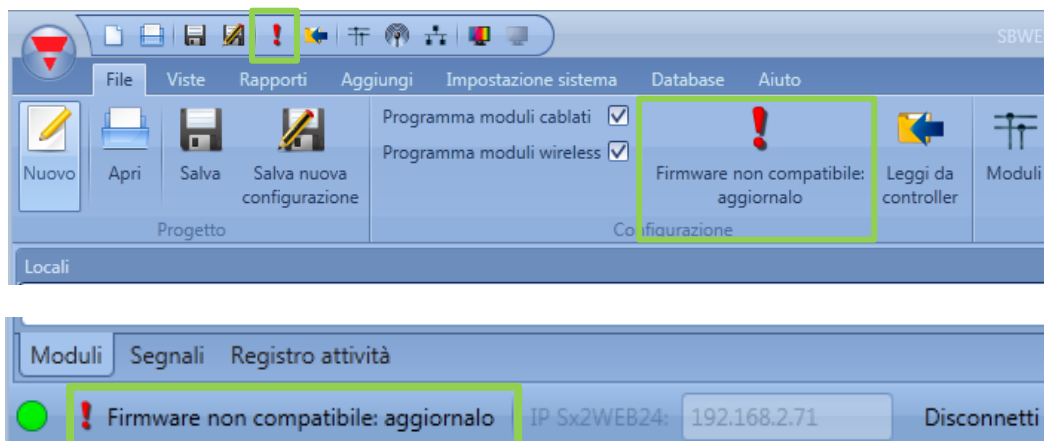 SBWE
File Viste Rapporti Aggiungi Impostazione sistema Database Aiuto
Nuovo
Apri
Salva
Salva nuova
configurazione
Progetto
Programma moduli cablati
Programma moduli wireless
Firmware non compatibile:
aggiornalo
Leggi da
controller
Configurazione
Moduli
Locali
Moduli Segnali Registro attività
Firmware non compatibile: aggiornalo IP Sx2WEB24: 192.168.2.71 Disconnetti